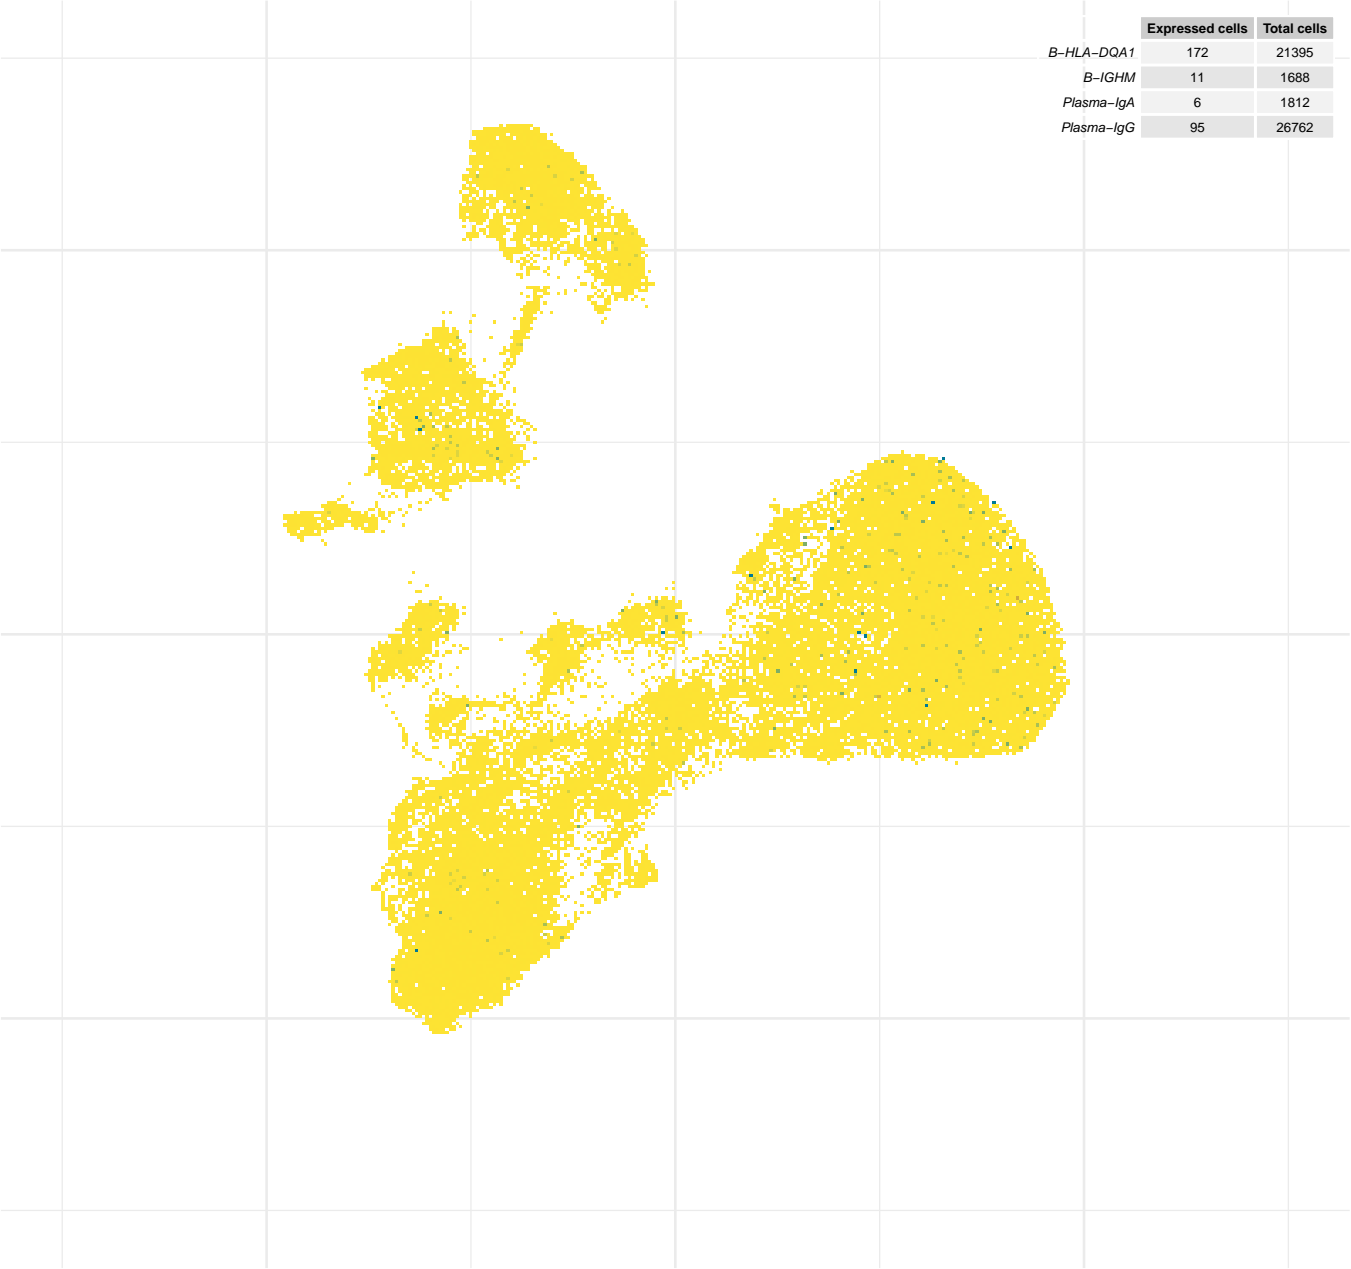 Expressed cells Total cells
B−HLA−DQA1 172 21395
B−IGHM 11 1688
Plasma−IgA 6 1812
Plasma−IgG 95 26762